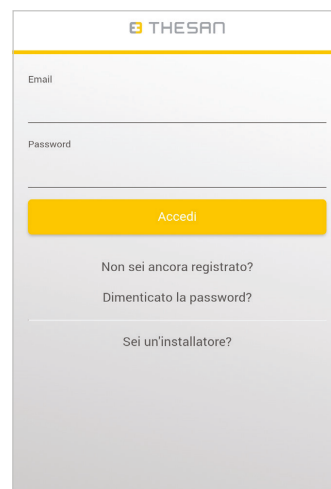 THESAN
Email
Password
Accedi
Non sei ancora registrato?
Dimenticato la password?
Sei un'installatore?